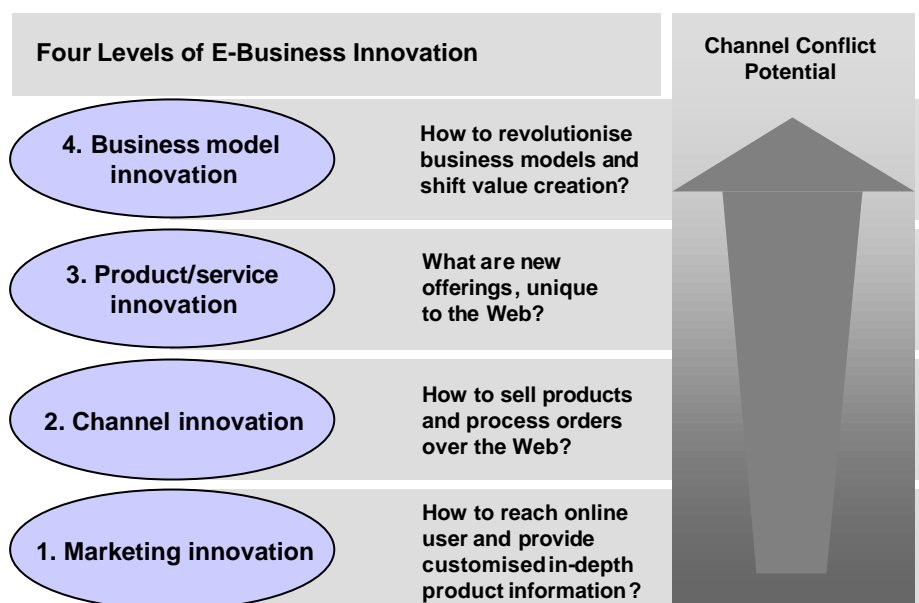 Four Levels of E-Business Innovation
Channel Conflict
Potential
4. Business model
innovation
How to revolutionise
business models and
shift value creation?
3. Product/service
innovation
What are new
offerings, unique
to the Web?
2. Channel innovation
How to sell products
and process orders
over the Web?
1. Marketing innovation
How to reach online
user and provide
customised in-depth
product information?